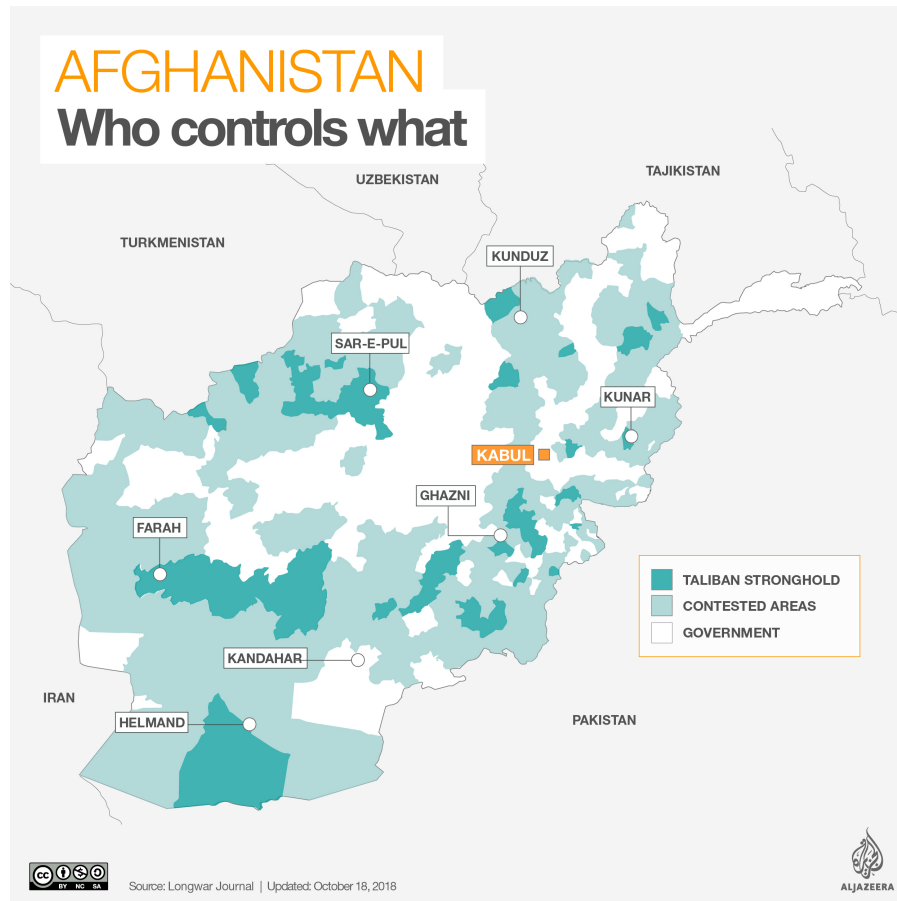 AFGHANISTAN
Who controls what
UZBEKISTAN
TAJIKISTAN
TURKMENISTAN
KUNDUZ
SAR-E-PUL
KUNAR
KABUL
GHAZNI
FARAH
TALIBAN STRONGHOLD
CONTESTED AREAS
GOVERNMENT
KANDAHAR
IRAN
HELMAND
PAKISTAN
cc
BY NC SA
Source: Longwar Journal | Updated: October 18, 2018
ALJAZEERA